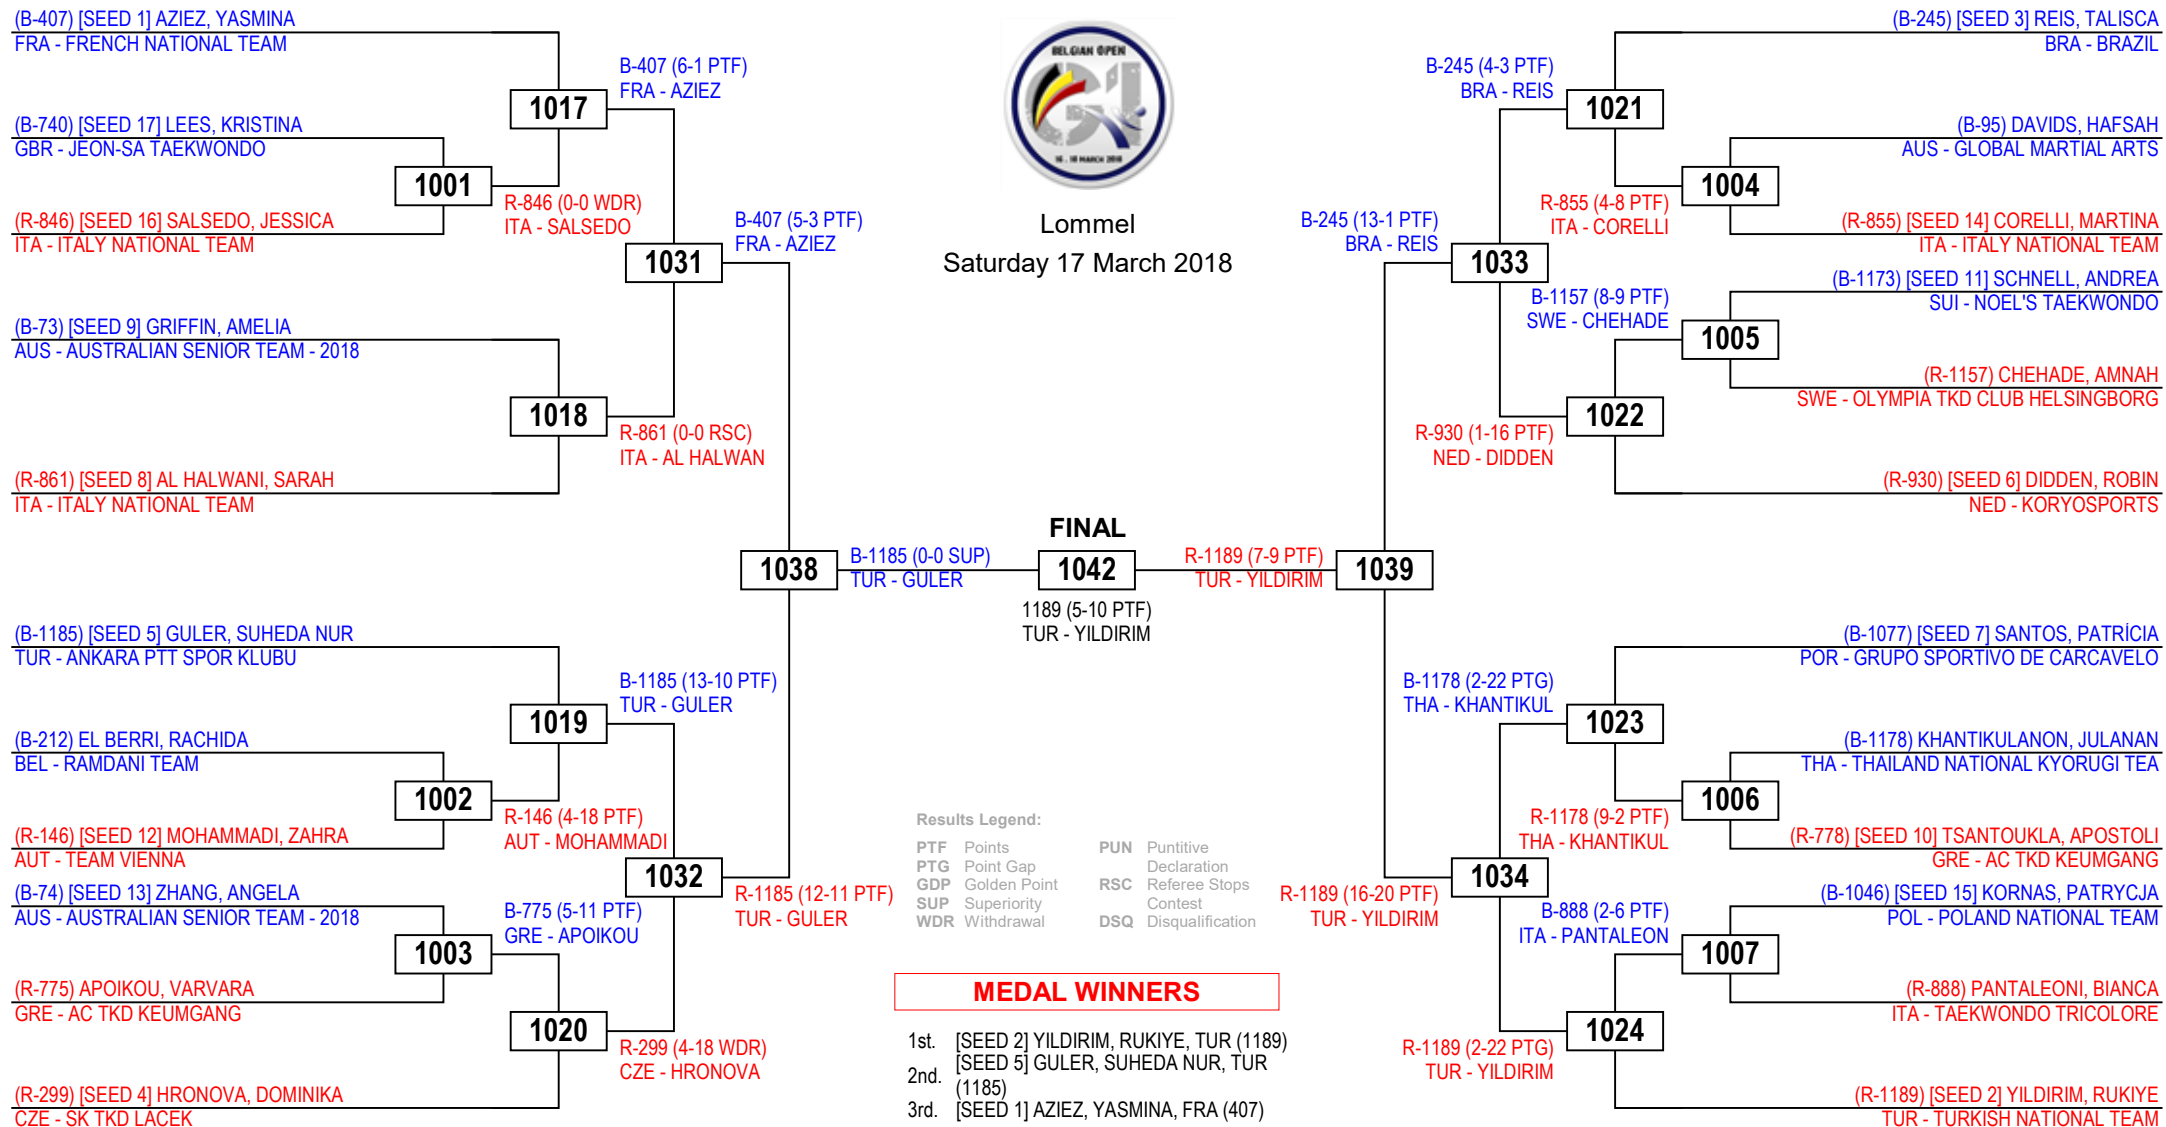 (B-407) [SEED 1] AZIEZ, YASMINA
FRA - FRENCH NATIONAL TEAM
B-407 (6-1 PTF)
FRA - AZIEZ
1017
(B-740) [SEED 17] LEES, KRISTINA
GBR - JEON-SA TAEKWONDO
1001
R-846 (0-0 WDR)
ITA - SALSEDO
(R-846) [SEED 16] SALSEDO, JESSICA
ITA - ITALY NATIONAL TEAM
B-407 (5-3 PTF)
FRA - AZIEZ
1031
(B-73) [SEED 9] GRIFFIN, AMELIA
AUS - AUSTRALIAN SENIOR TEAM - 2018
1018
R-861 (0-0 RSC)
ITA - AL HALWAN
(R-861) [SEED 8] AL HALWANI, SARAH
ITA - ITALY NATIONAL TEAM
1038
B-1185 (0-0 SUP)
TUR - GULER
(B-1185) [SEED 5] GULER, SUHEDA NUR
TUR - ANKARA PTT SPOR KLUBU
B-1185 (13-10 PTF)
TUR - GULER
1019
(B-212) EL BERRI, RACHIDA
BEL - RAMDANI TEAM
1002
R-146 (4-18 PTF)
AUT - MOHAMMADI
(R-146) [SEED 12] MOHAMMADI, ZAHRA
AUT - TEAM VIENNA
1032
R-1185 (12-11 PTF)
TUR - GULER
(B-74) [SEED 13] ZHANG, ANGELA
AUS - AUSTRALIAN SENIOR TEAM - 2018
B-775 (5-11 PTF)
GRE - APOIKOU
1003
(R-775) APOIKOU, VARVARA
GRE - AC TKD KEUMGANG
1020
R-299 (4-18 WDR)
CZE - HRONOVA
(R-299) [SEED 4] HRONOVA, DOMINIKA
CZE - SK TKD LACEK
BELGIAN OPEN
G1
16 - 18 MARCH 2018
Lommel
Saturday 17 March 2018
FINAL
1042
1189 (5-10 PTF)
TUR - YILDIRIM
Results Legend:
PTF Points
PTG Point Gap
GDP Golden Point
SUP Superiority
WDR Withdrawal
PUN Puntitive
Declaration
RSC Referee Stops
Contest
DSQ Disqualification
MEDAL WINNERS
1st. [SEED 2] YILDIRIM, RUKIYE, TUR (1189)
2nd. [SEED 5] GULER, SUHEDA NUR, TUR
(1185)
3rd. [SEED 1] AZIEZ, YASMINA, FRA (407)
(B-245) [SEED 3] REIS, TALISCA
BRA - BRAZIL
B-245 (4-3 PTF)
BRA - REIS
1021
(B-95) DAVIDS, HAFSAH
AUS - GLOBAL MARTIAL ARTS
1004
R-855 (4-8 PTF)
ITA - CORELLI
(R-855) [SEED 14] CORELLI, MARTINA
ITA - ITALY NATIONAL TEAM
B-245 (13-1 PTF)
BRA - REIS
1033
(B-1173) [SEED 11] SCHNELL, ANDREA
SUI - NOEL'S TAEKWONDO
B-1157 (8-9 PTF)
SWE - CHEHADE
1005
(R-1157) CHEHADE, AMNAH
SWE - OLYMPIA TKD CLUB HELSINGBORG
1022
R-930 (1-16 PTF)
NED - DIDDEN
(R-930) [SEED 6] DIDDEN, ROBIN
NED - KORYOSPORTS
R-1189 (7-9 PTF)
TUR - YILDIRIM
1039
(B-1077) [SEED 7] SANTOS, PATRÍCIA
POR - GRUPO SPORTIVO DE CARCAVELO
B-1178 (2-22 PTG)
THA - KHANTIKUL
1023
(B-1178) KHANTIKULANON, JULANAN
THA - THAILAND NATIONAL KYORUGI TEA
1006
R-1178 (9-2 PTF)
THA - KHANTIKUL
(R-778) [SEED 10] TSANTOUKLA, APOSTOLI
GRE - AC TKD KEUMGANG
1034
R-1189 (16-20 PTF)
TUR - YILDIRIM
(B-1046) [SEED 15] KORNAS, PATRYCJA
POL - POLAND NATIONAL TEAM
B-888 (2-6 PTF)
ITA - PANTALEON
1007
(R-888) PANTALEONI, BIANCA
ITA - TAEKWONDO TRICOLORE
1024
R-1189 (2-22 PTG)
TUR - YILDIRIM
(R-1189) [SEED 2] YILDIRIM, RUKIYE
TUR - TURKISH NATIONAL TEAM